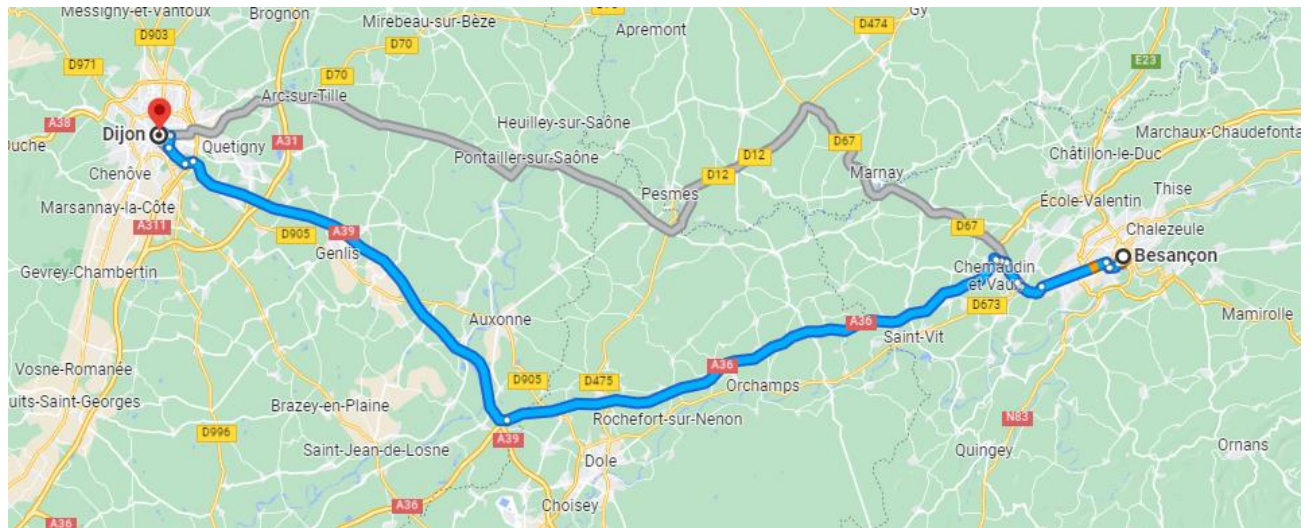 Messigny-et-Vantoux
Brognon
Mirebeau-sur-Bèze
Gy
D903
D70
D474
Apremont
D971
D70
E23
Arc-sur-Tille
A38
Dijon
Heuilley-sur-Saône
Marchaux-Chaudefontaine
Quetigny
A31
D67
Châtillon-le-Duc
Pontailler-sur-Saône
D12
Chenôve
D12
Marnay
Thise
Pesmes
École-Valentin
Marsannay-la-Côte
A311
D67
Chalezeule
D905
A39
Genlis
Besançon
Gevrey-Chambertin
Chemaudin
et Vaux
D673
Mamirolle
Auxonne
A36
Saint-Vit
Vosne-Romanée
A36
D905
D475
Orchamps
uits-Saint-Georges
Brazey-en-Plaine
Rochefort-sur-Nenon
N83
D996
A39
Saint-Jean-de-Losne
Quingey
Ornans
Dole
A36
Choisey
A36